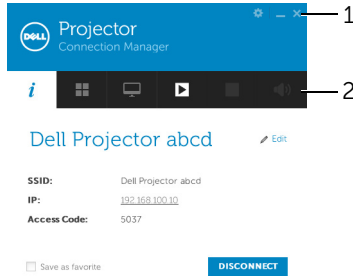 DELL
Projector
Connection Manager
1
i
2
Dell Projector abcd
Edit
SSID: Dell Projector abcd
IP: 192.168.100.10
Access Code: 5037
Save as favorite
DISCONNECT